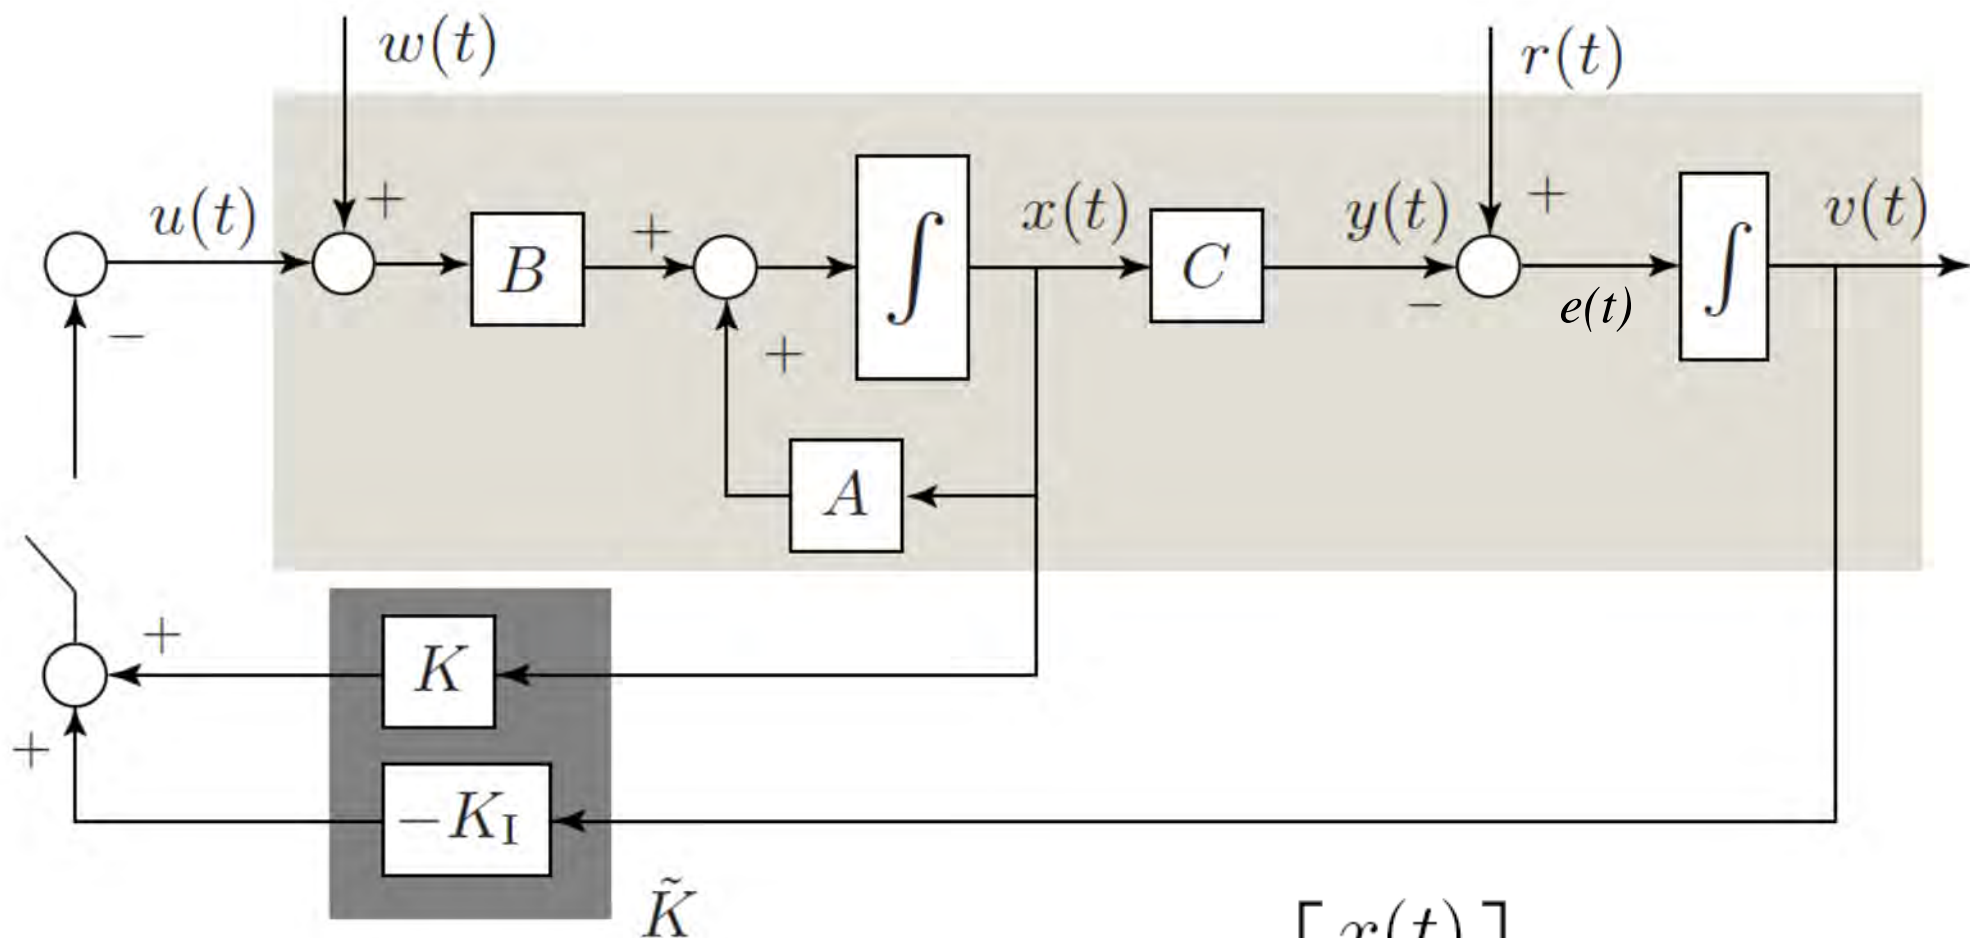 w(t)
r(t)
u(t)
+
B
+
∫
x(t)
C
y(t)
+
∫
v(t)
−
e(t)
−
+
A
+
K
+
−K_I
K̃
[ x(t) ]